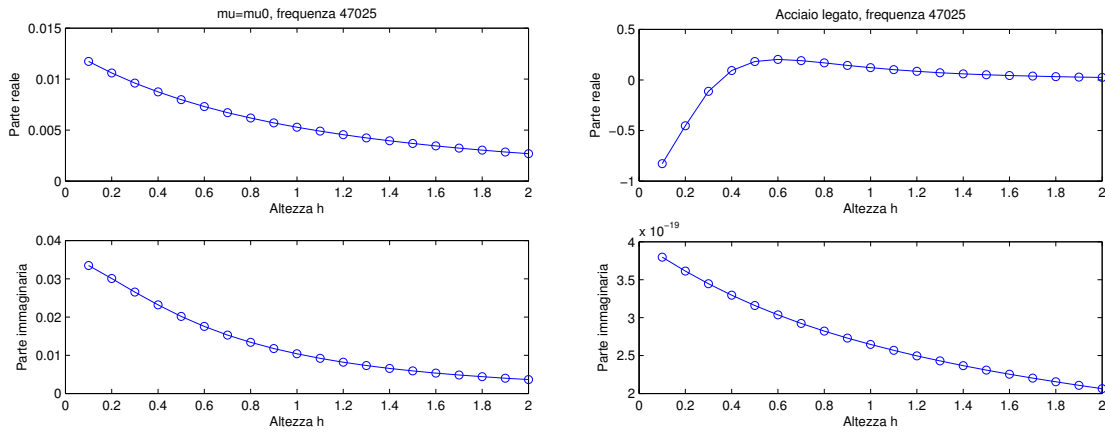 mu=mu0, frequenza 47025
0.015
0.01
0.005
0
Parte reale
0 0.2 0.4 0.6 0.8 1 1.2 1.4 1.6 1.8 2
Altezza h
0.04
0.03
0.02
0.01
0
Parte immaginaria
0 0.2 0.4 0.6 0.8 1 1.2 1.4 1.6 1.8 2
Altezza h
Acciaio legato, frequenza 47025
0.5
0
−0.5
−1
Parte reale
0 0.2 0.4 0.6 0.8 1 1.2 1.4 1.6 1.8 2
Altezza h
x 10⁻¹⁹
4
3.5
3
2.5
2
Parte immaginaria
0 0.2 0.4 0.6 0.8 1 1.2 1.4 1.6 1.8 2
Altezza h